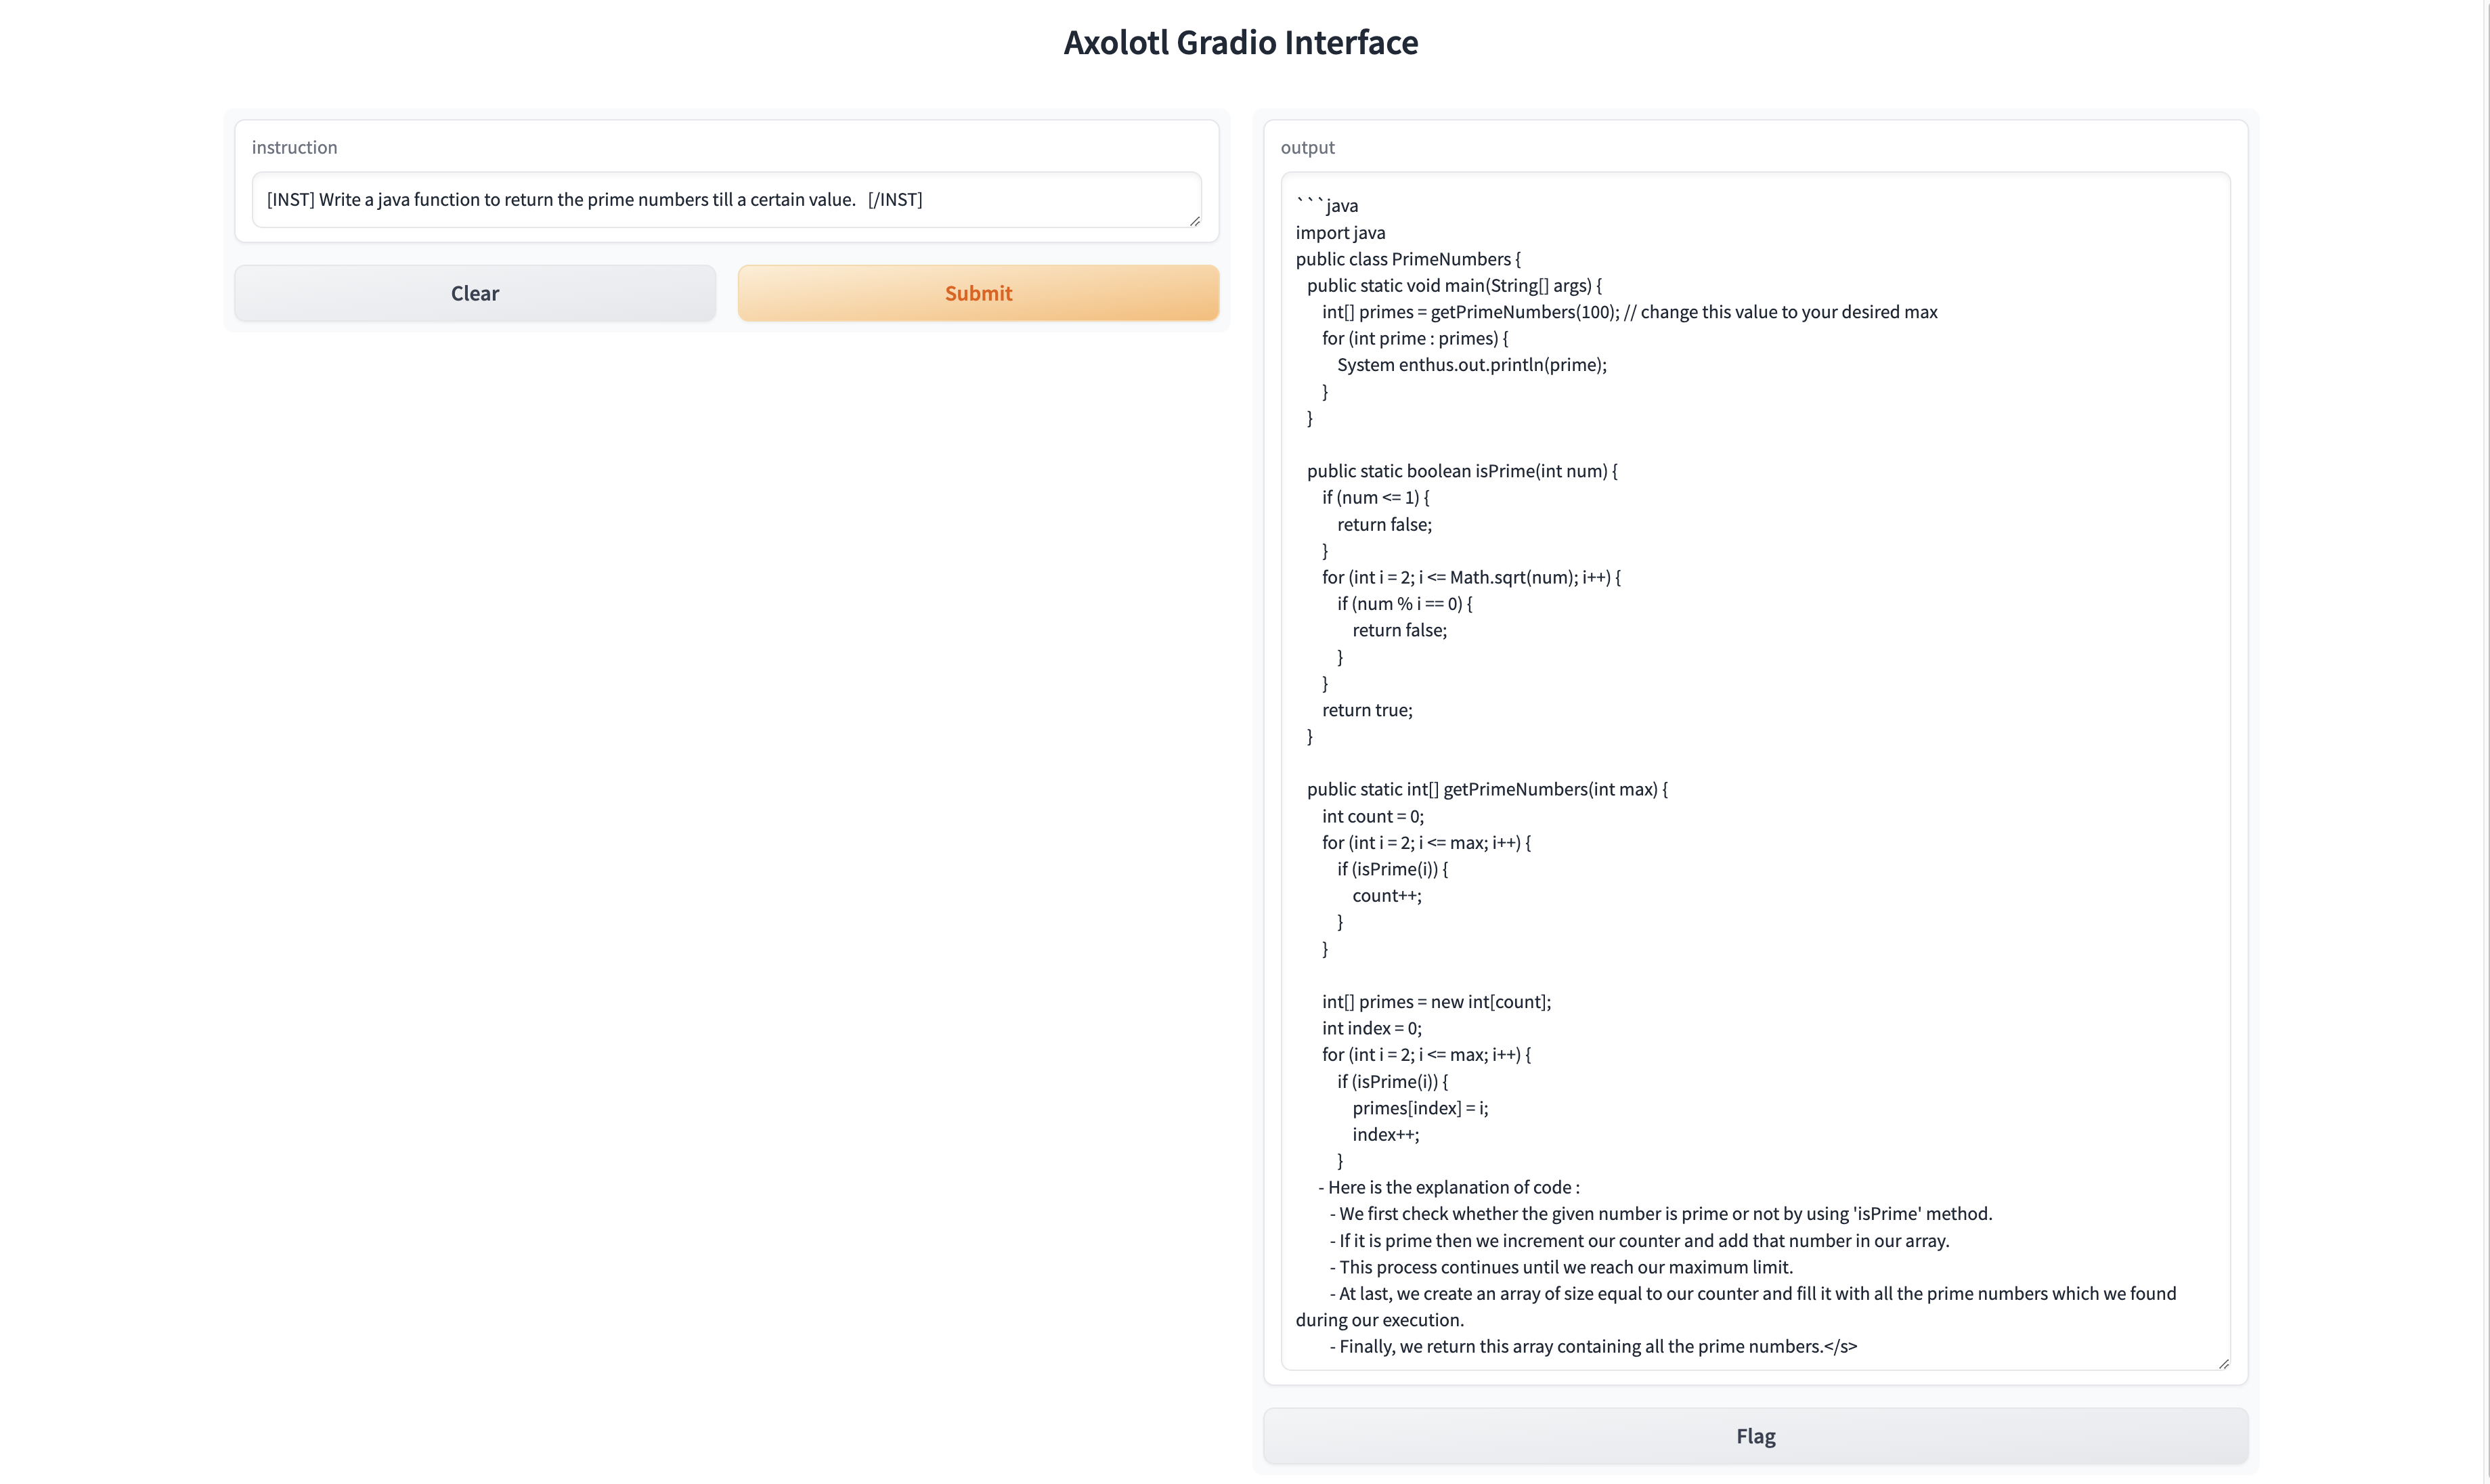 Axolotl Gradio Interface
instruction
[INST] Write a java function to return the prime numbers till a certain value.  [/INST]
Clear
Submit
output
```java
import java
public class PrimeNumbers {
  public static void main(String[] args) {
    int[] primes = getPrimeNumbers(100); // change this value to your desired max
    for (int prime : primes) {
      System enthus.out.println(prime);
    }
  }

  public static boolean isPrime(int num) {
    if (num <= 1) {
      return false;
    }
    for (int i = 2; i <= Math.sqrt(num); i++) {
      if (num % i == 0) {
        return false;
      }
    }
    return true;
  }

  public static int[] getPrimeNumbers(int max) {
    int count = 0;
    for (int i = 2; i <= max; i++) {
      if (isPrime(i)) {
        count++;
      }
    }

    int[] primes = new int[count];
    int index = 0;
    for (int i = 2; i <= max; i++) {
      if (isPrime(i)) {
        primes[index] = i;
        index++;
      }
    - Here is the explanation of code :
      - We first check whether the given number is prime or not by using 'isPrime' method.
      - If it is prime then we increment our counter and add that number in our array.
      - This process continues until we reach our maximum limit.
      - At last, we create an array of size equal to our counter and fill it with all the prime numbers which we found
during our execution.
      - Finally, we return this array containing all the prime numbers.</s>
Flag